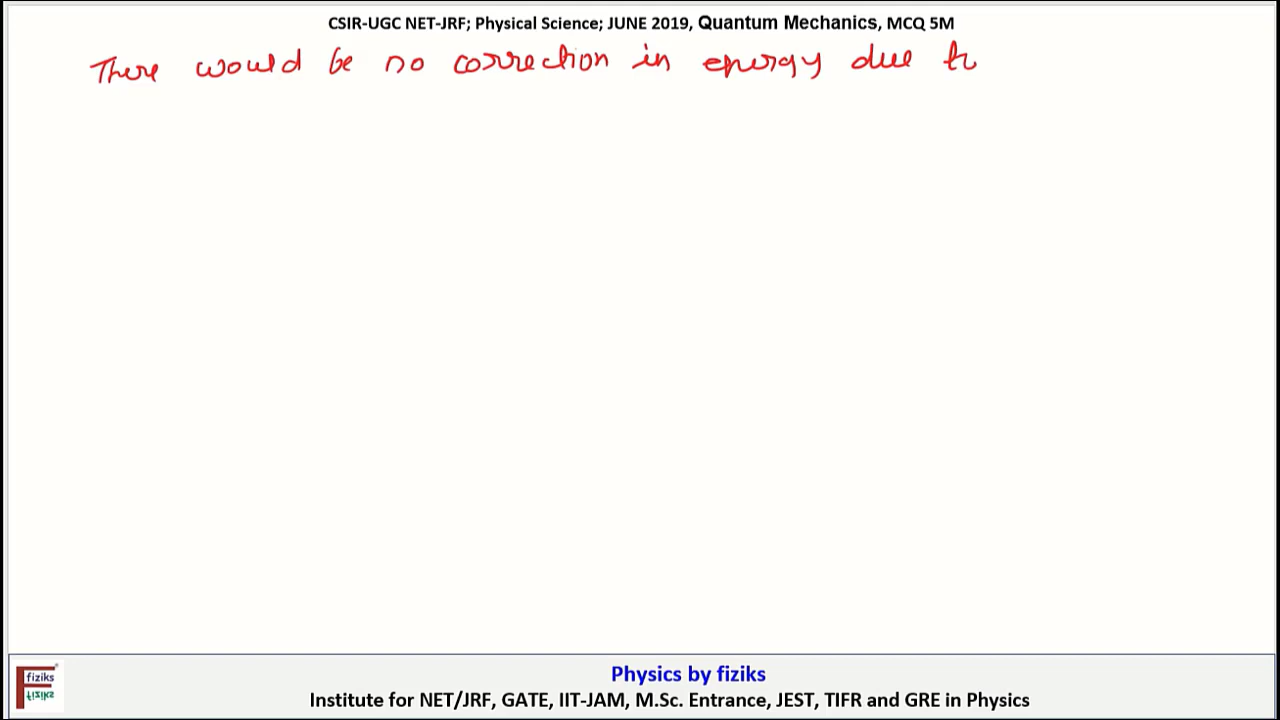 CSIR-UGC NET-JRF; Physical Science; JUNE 2019, Quantum Mechanics, MCQ 5M
There would be no correction in energy due to
fiziks
fiziks
Physics by fiziks
Institute for NET/JRF, GATE, IIT-JAM, M.Sc. Entrance, JEST, TIFR and GRE in Physics